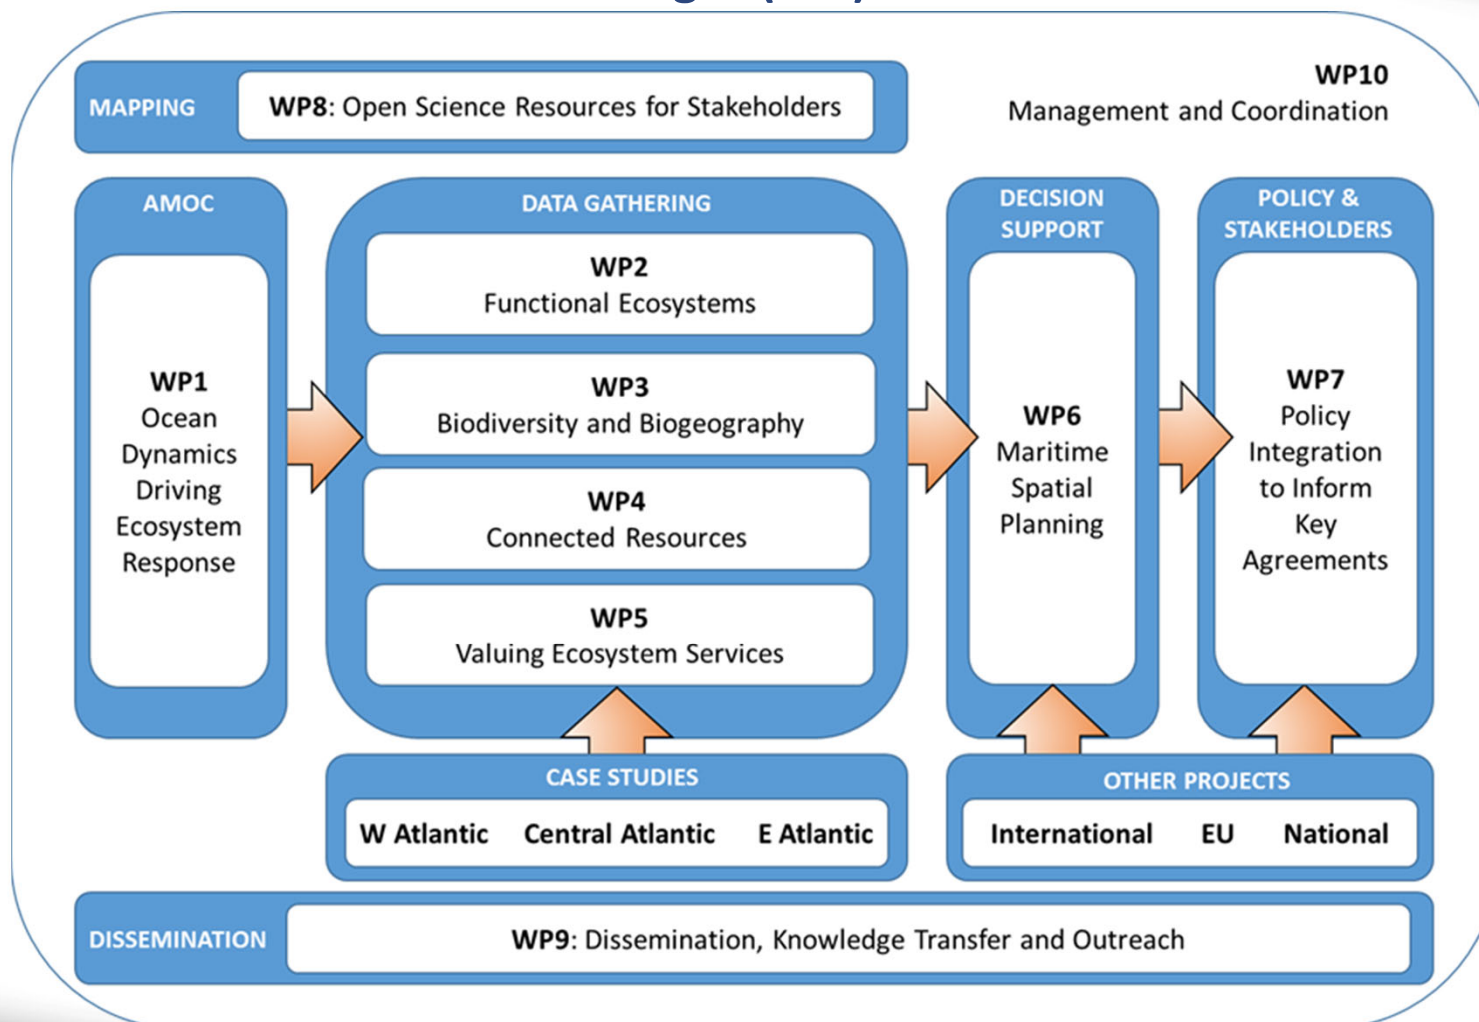 MAPPING
WP8: Open Science Resources for Stakeholders
WP10
Management and Coordination
AMOC
WP1
Ocean
Dynamics
Driving
Ecosystem
Response
DATA GATHERING
WP2
Functional Ecosystems
WP3
Biodiversity and Biogeography
WP4
Connected Resources
WP5
Valuing Ecosystem Services
DECISION
SUPPORT
WP6
Maritime
Spatial
Planning
POLICY &
STAKEHOLDERS
WP7
Policy
Integration
to Inform
Key
Agreements
CASE STUDIES
W Atlantic Central Atlantic E Atlantic
OTHER PROJECTS
International EU National
DISSEMINATION
WP9: Dissemination, Knowledge Transfer and Outreach